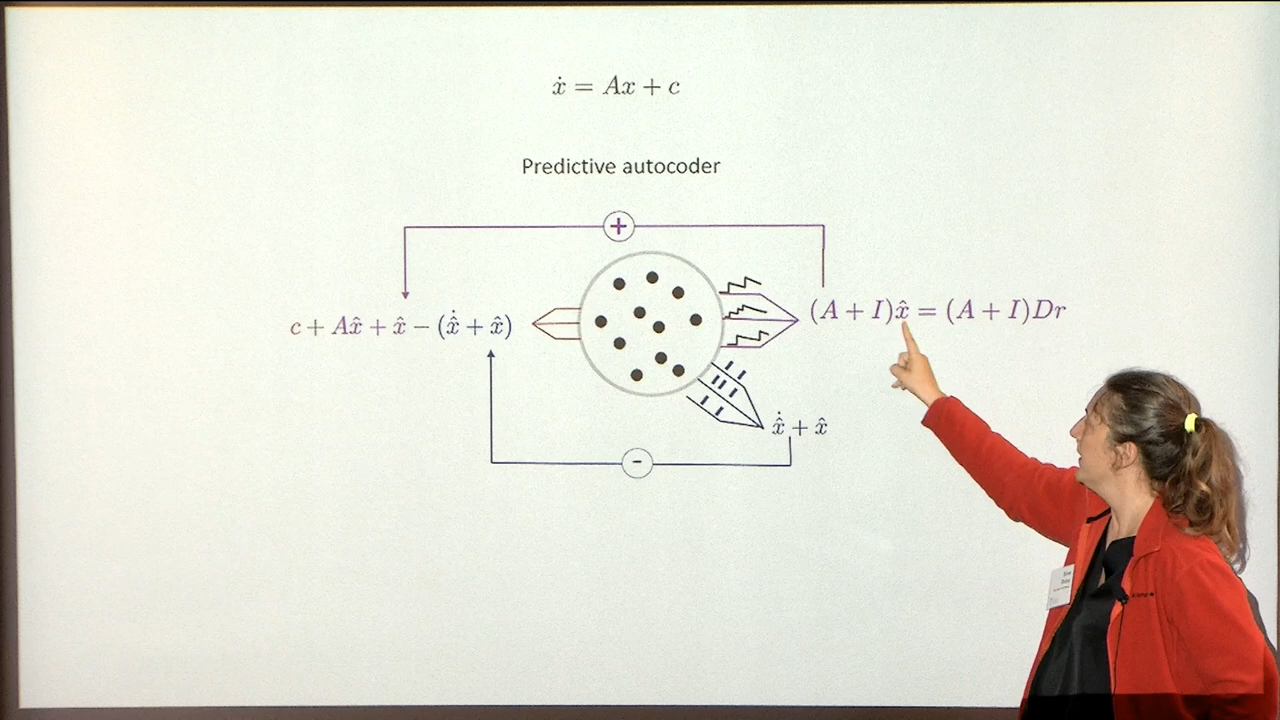 ẋ = Ax + c
Predictive autocoder
+
(A + I)x̂ = (A + I)Dr
c + Ax̂ + x̂ − (x̂̇ + x̂)
x̂̇ + x̂
-